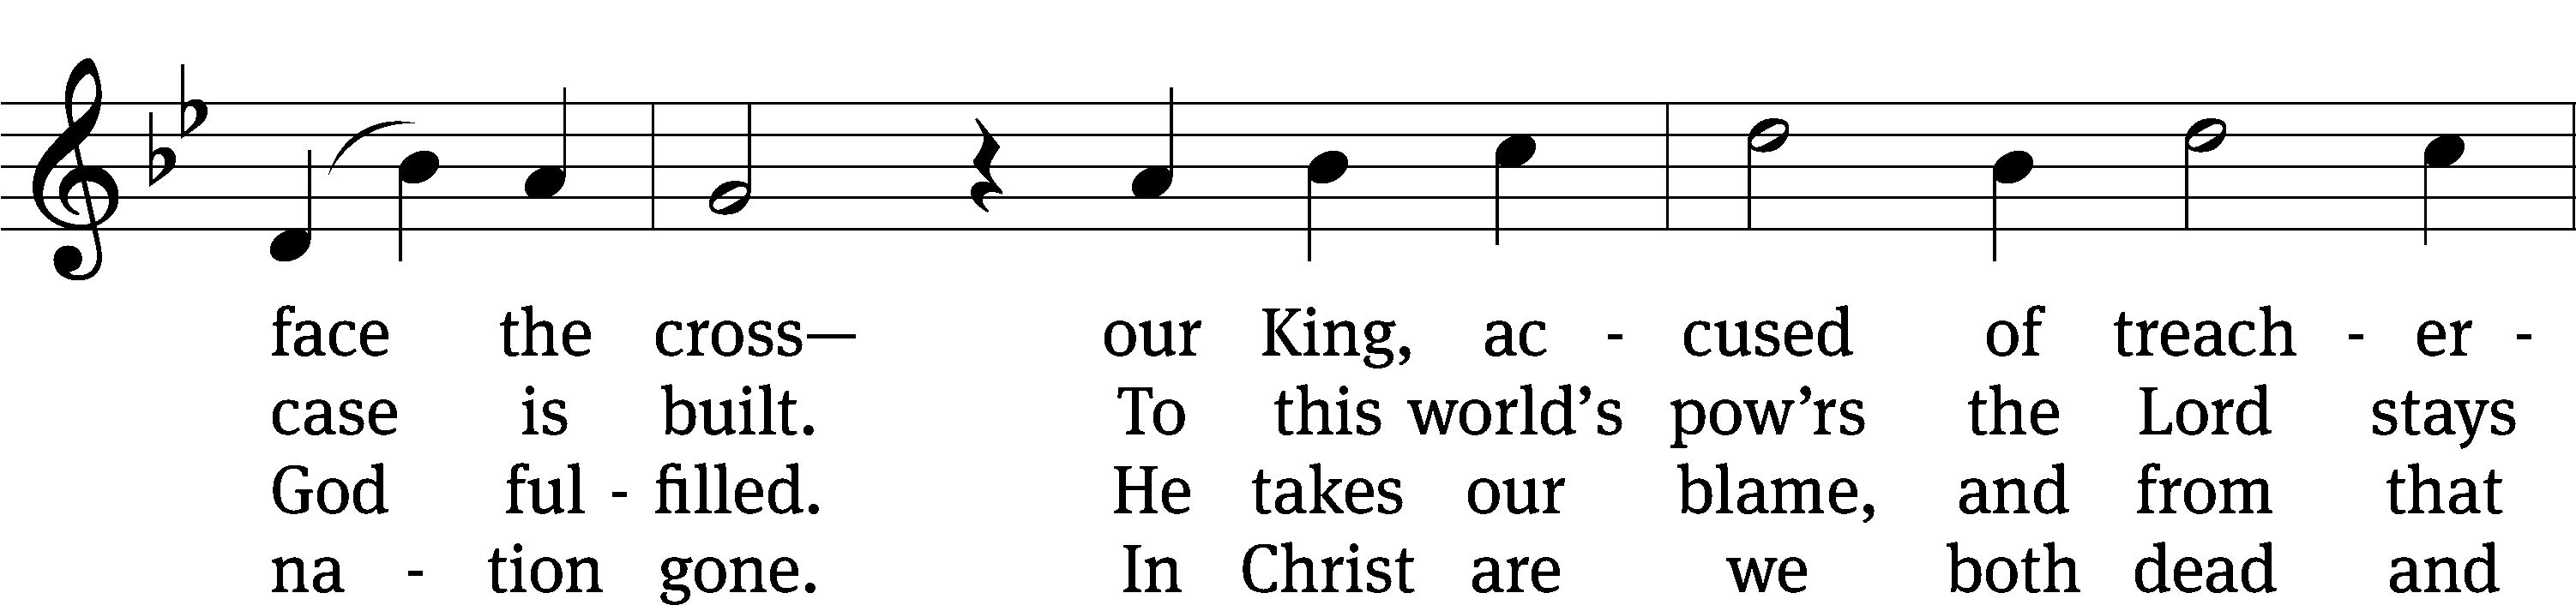 face the cross— our King, ac - cused of treach - er -
case is built. To this world’s pow’rs the Lord stays
God ful - filled. He takes our blame, and from that
na - tion gone. In Christ are we both dead and